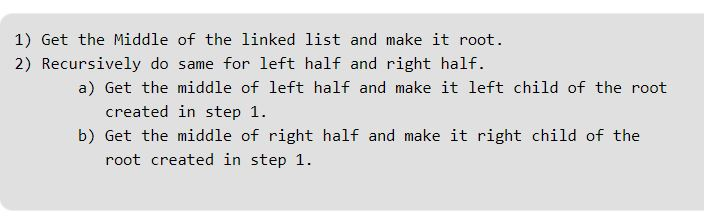 1) Get the Middle of the linked list and make it root.
2) Recursively do same for left half and right half.
a) Get the middle of left half and make it left child of the root
created in step 1.
b) Get the middle of right half and make it right child of the
root created in step 1.